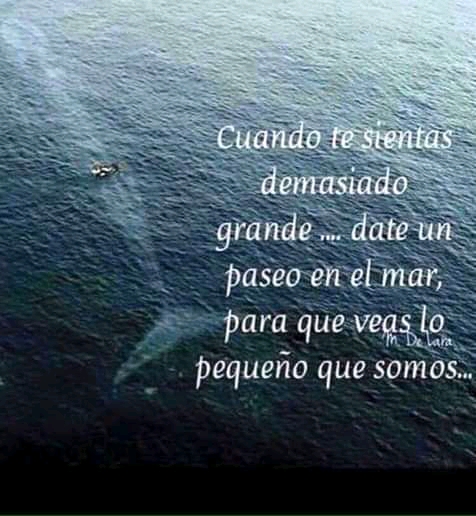 Cuando te sientas
demasiado
grande .... date un
paseo en el mar,
para que veas lo
M. De Lara
pequeño que somos...